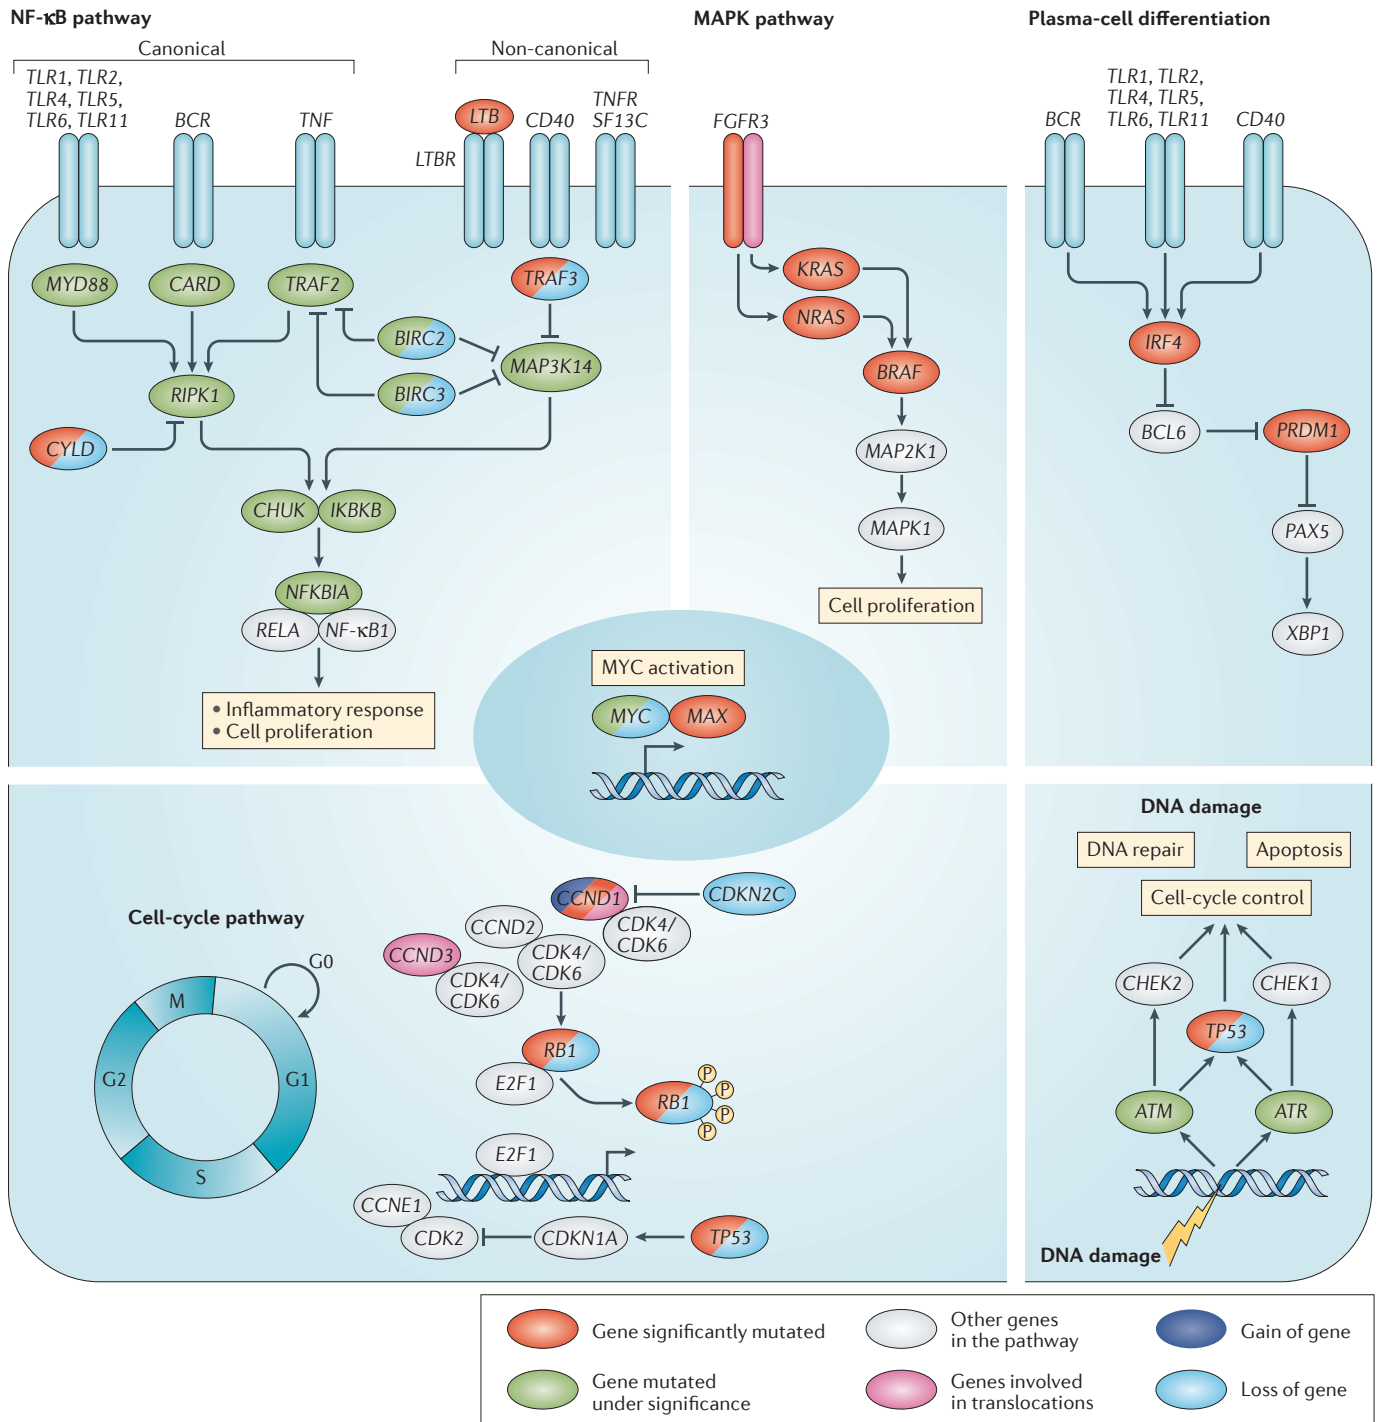 NF-κB pathway
Canonical
Non-canonical
TLR1, TLR2,
TLR4, TLR5,
TLR6, TLR11
BCR
TNF
LTB
LTBR
CD40
TNFR
SF13C
MYD88
CARD
TRAF2
TRAF3
BIRC2
BIRC3
MAP3K14
RIPK1
CYLD
CHUK
IKBKB
NFKBIA
RELA
NF-κB1
• Inflammatory response
• Cell proliferation
MAPK pathway
FGFR3
KRAS
NRAS
BRAF
MAP2K1
MAPK1
Cell proliferation
Plasma-cell differentiation
BCR
TLR1, TLR2,
TLR4, TLR5,
TLR6, TLR11
CD40
IRF4
BCL6
PRDM1
PAX5
XBP1
MYC activation
MYC
MAX
Cell-cycle pathway
G0
M
G1
G2
S
CCND1
CDKN2C
CCND2
CDK4/
CDK6
CCND3
CDK4/
CDK6
CDK4/
CDK6
RB1
E2F1
RB1
P
P
P
P
E2F1
CCNE1
CDK2
CDKN1A
TP53
DNA damage
DNA repair
Apoptosis
Cell-cycle control
CHEK2
CHEK1
TP53
ATM
ATR
DNA damage
Gene significantly mutated
Gene mutated
under significance
Other genes
in the pathway
Genes involved
in translocations
Gain of gene
Loss of gene